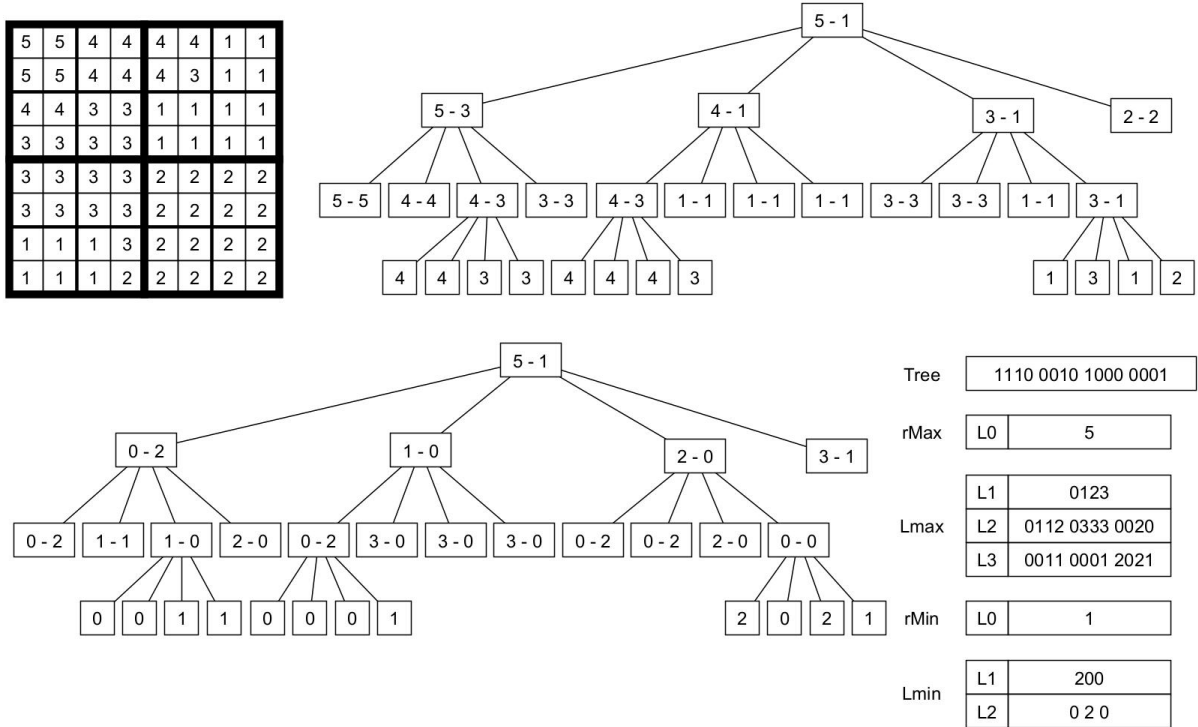 5 5 4 4 4 4 1 1
5 5 4 4 4 3 1 1
4 4 3 3 1 1 1 1
3 3 3 3 1 1 1 1
3 3 3 3 2 2 2 2
3 3 3 3 2 2 2 2
1 1 1 3 2 2 2 2
1 1 1 2 2 2 2 2
5 - 1
5 - 3 4 - 1 3 - 1 2 - 2
5 - 5 4 - 4 4 - 3 3 - 3 4 - 3 1 - 1 1 - 1 1 - 1 3 - 3 3 - 3 1 - 1 3 - 1
4 4 3 3 4 4 4 3 1 3 1 2
5 - 1
0 - 2 1 - 0 2 - 0 3 - 1
0 - 2 1 - 1 1 - 0 2 - 0 0 - 2 3 - 0 3 - 0 3 - 0 0 - 2 0 - 2 2 - 0 0 - 0
0 0 1 1 0 0 0 1 2 0 2 1
Tree 1110 0010 1000 0001
rMax L0 5
Lmax
L1 0123
L2 0112 0333 0020
L3 0011 0001 2021
rMin L0 1
Lmin
L1 200
L2 0 2 0